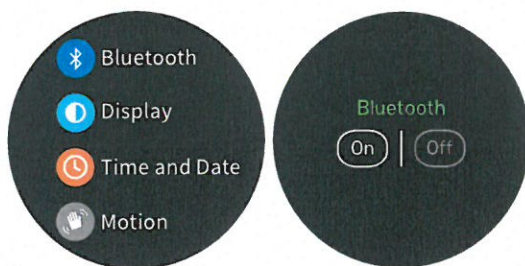 Bluetooth
Display
Time and Date
Motion
Bluetooth
On | Off